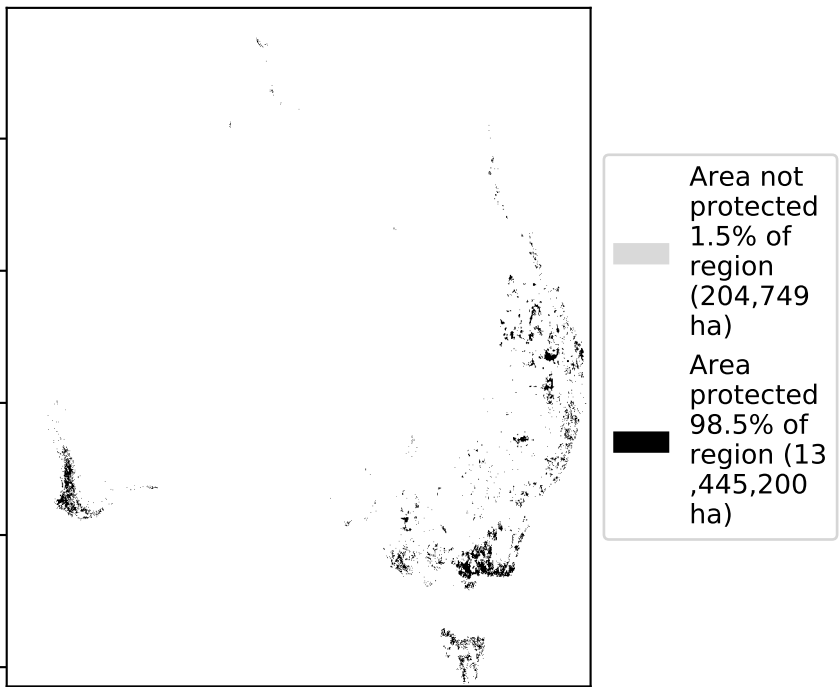 Area not
protected
1.5% of
region
(204,749
ha)
Area
protected
98.5% of
region (13
,445,200
ha)